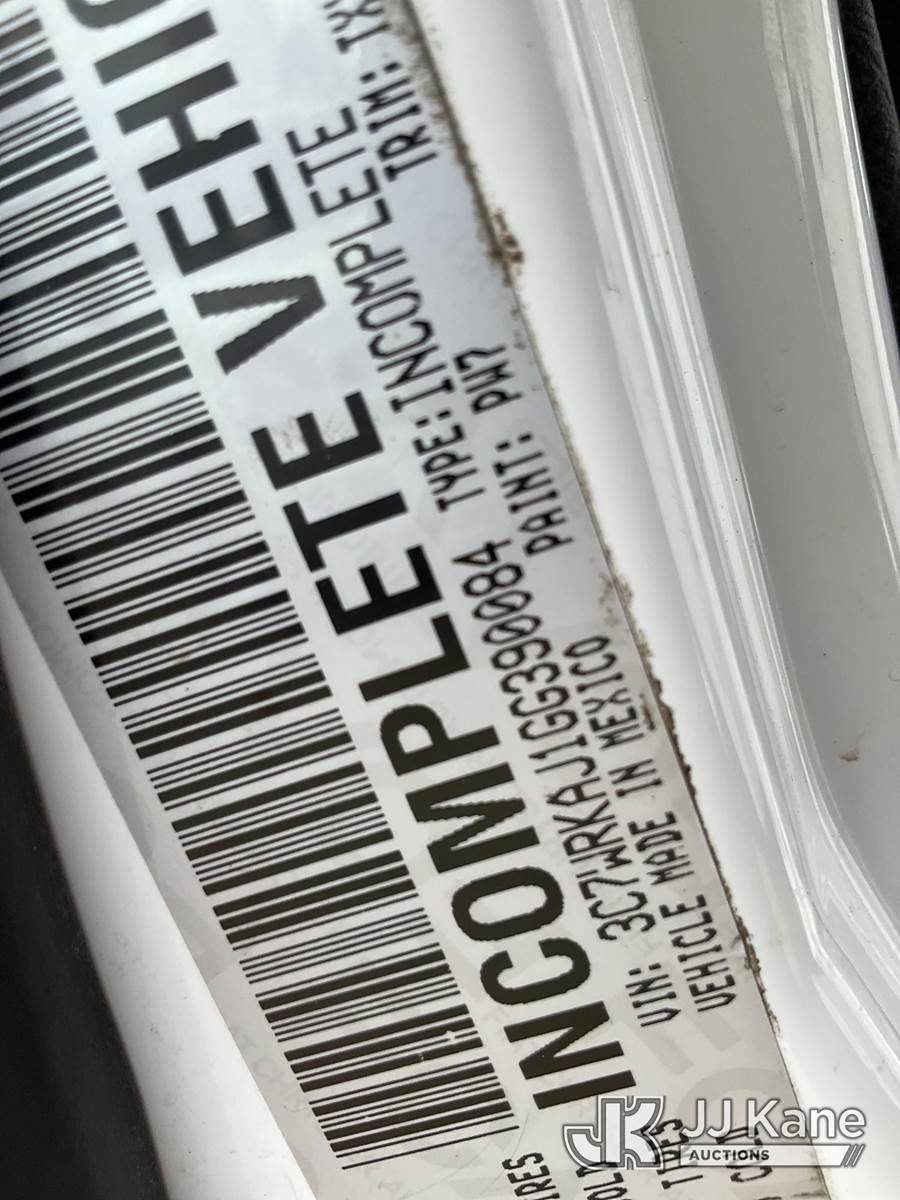 INCOMPLETE VEHIC
VIN: 3C7WRKAJ1GG390084 TYPE: INCOMPLETE
VEHICLE MADE IN MEXICO PAINT: PW7 TRIM: TX
JJ Kane
AUCTIONS